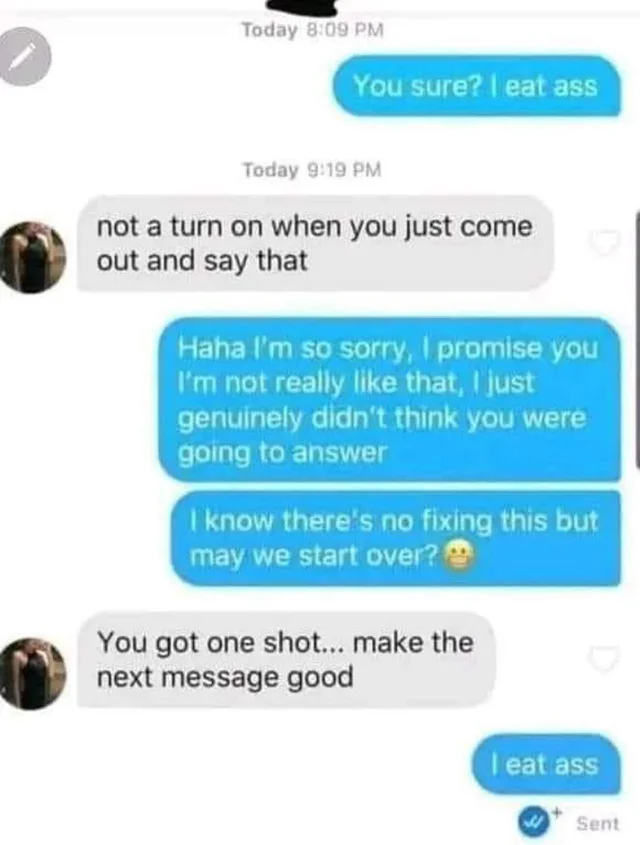 Today 8:09 PM
You sure? I eat ass
Today 9:19 PM
not a turn on when you just come
out and say that
Haha I'm so sorry, I promise you
I'm not really like that, I just
genuinely didn't think you were
going to answer
I know there's no fixing this but
may we start over?😬
You got one shot... make the
next message good
I eat ass
Sent